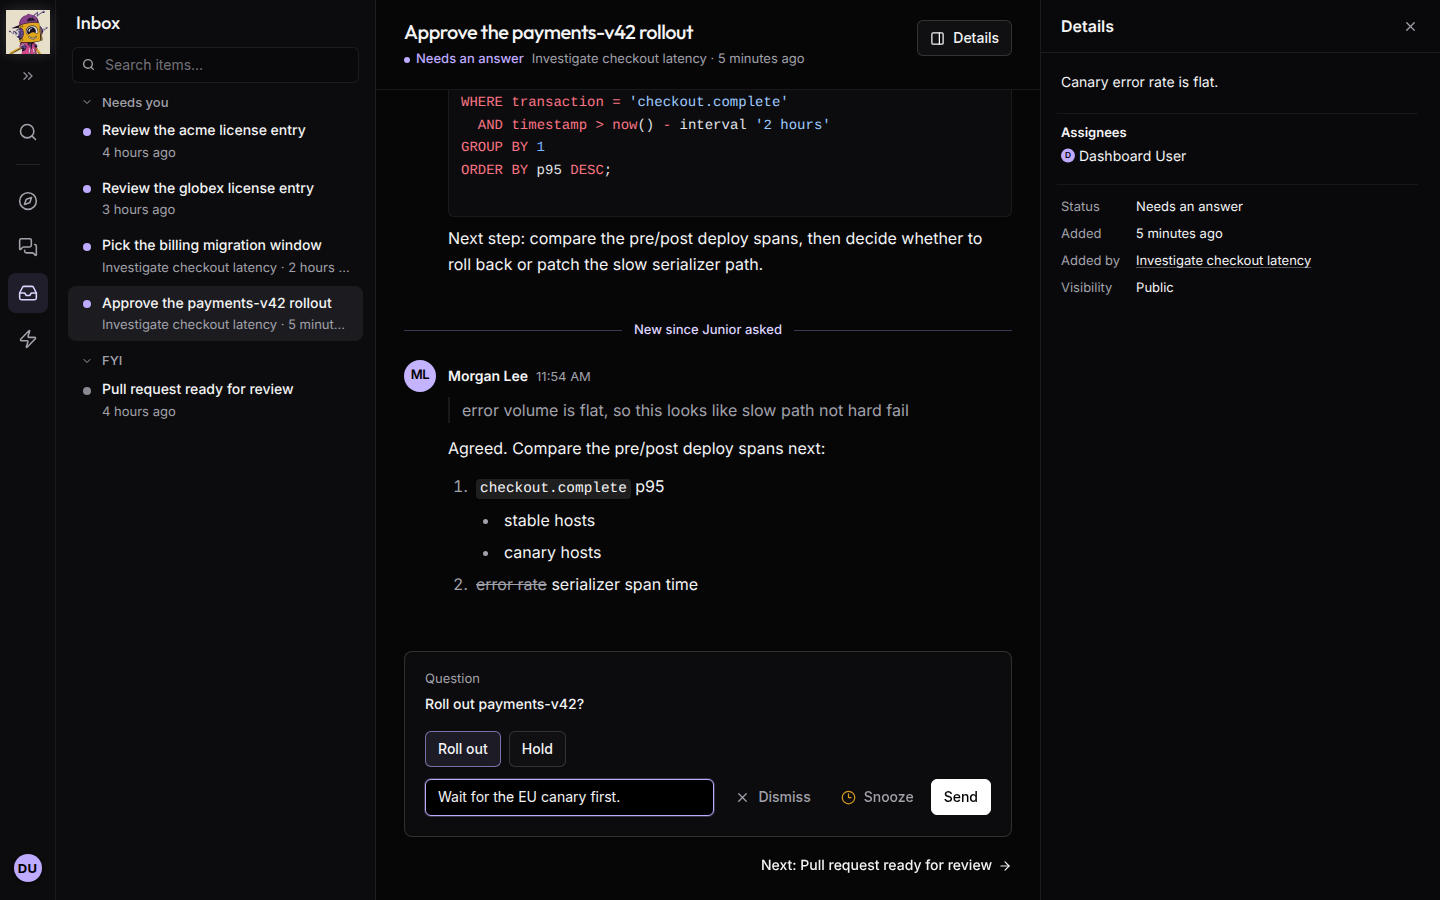 Inbox
Search items...
Needs you
Review the acme license entry
4 hours ago
Review the globex license entry
3 hours ago
Pick the billing migration window
Investigate checkout latency · 2 hours ...
Approve the payments-v42 rollout
Investigate checkout latency · 5 minut...
FYI
Pull request ready for review
4 hours ago
DU
Approve the payments-v42 rollout
Needs an answer Investigate checkout latency · 5 minutes ago
Details
WHERE transaction = 'checkout.complete'
AND timestamp > now() - interval '2 hours'
GROUP BY 1
ORDER BY p95 DESC;
Next step: compare the pre/post deploy spans, then decide whether to
roll back or patch the slow serializer path.
New since Junior asked
ML
Morgan Lee 11:54 AM
error volume is flat, so this looks like slow path not hard fail
Agreed. Compare the pre/post deploy spans next:
1. checkout.complete p95
• stable hosts
• canary hosts
2. error rate serializer span time
Question
Roll out payments-v42?
Roll out
Hold
Wait for the EU canary first.
Dismiss
Snooze
Send
Next: Pull request ready for review →
Details
Canary error rate is flat.
Assignees
D Dashboard User
Status Needs an answer
Added 5 minutes ago
Added by Investigate checkout latency
Visibility Public